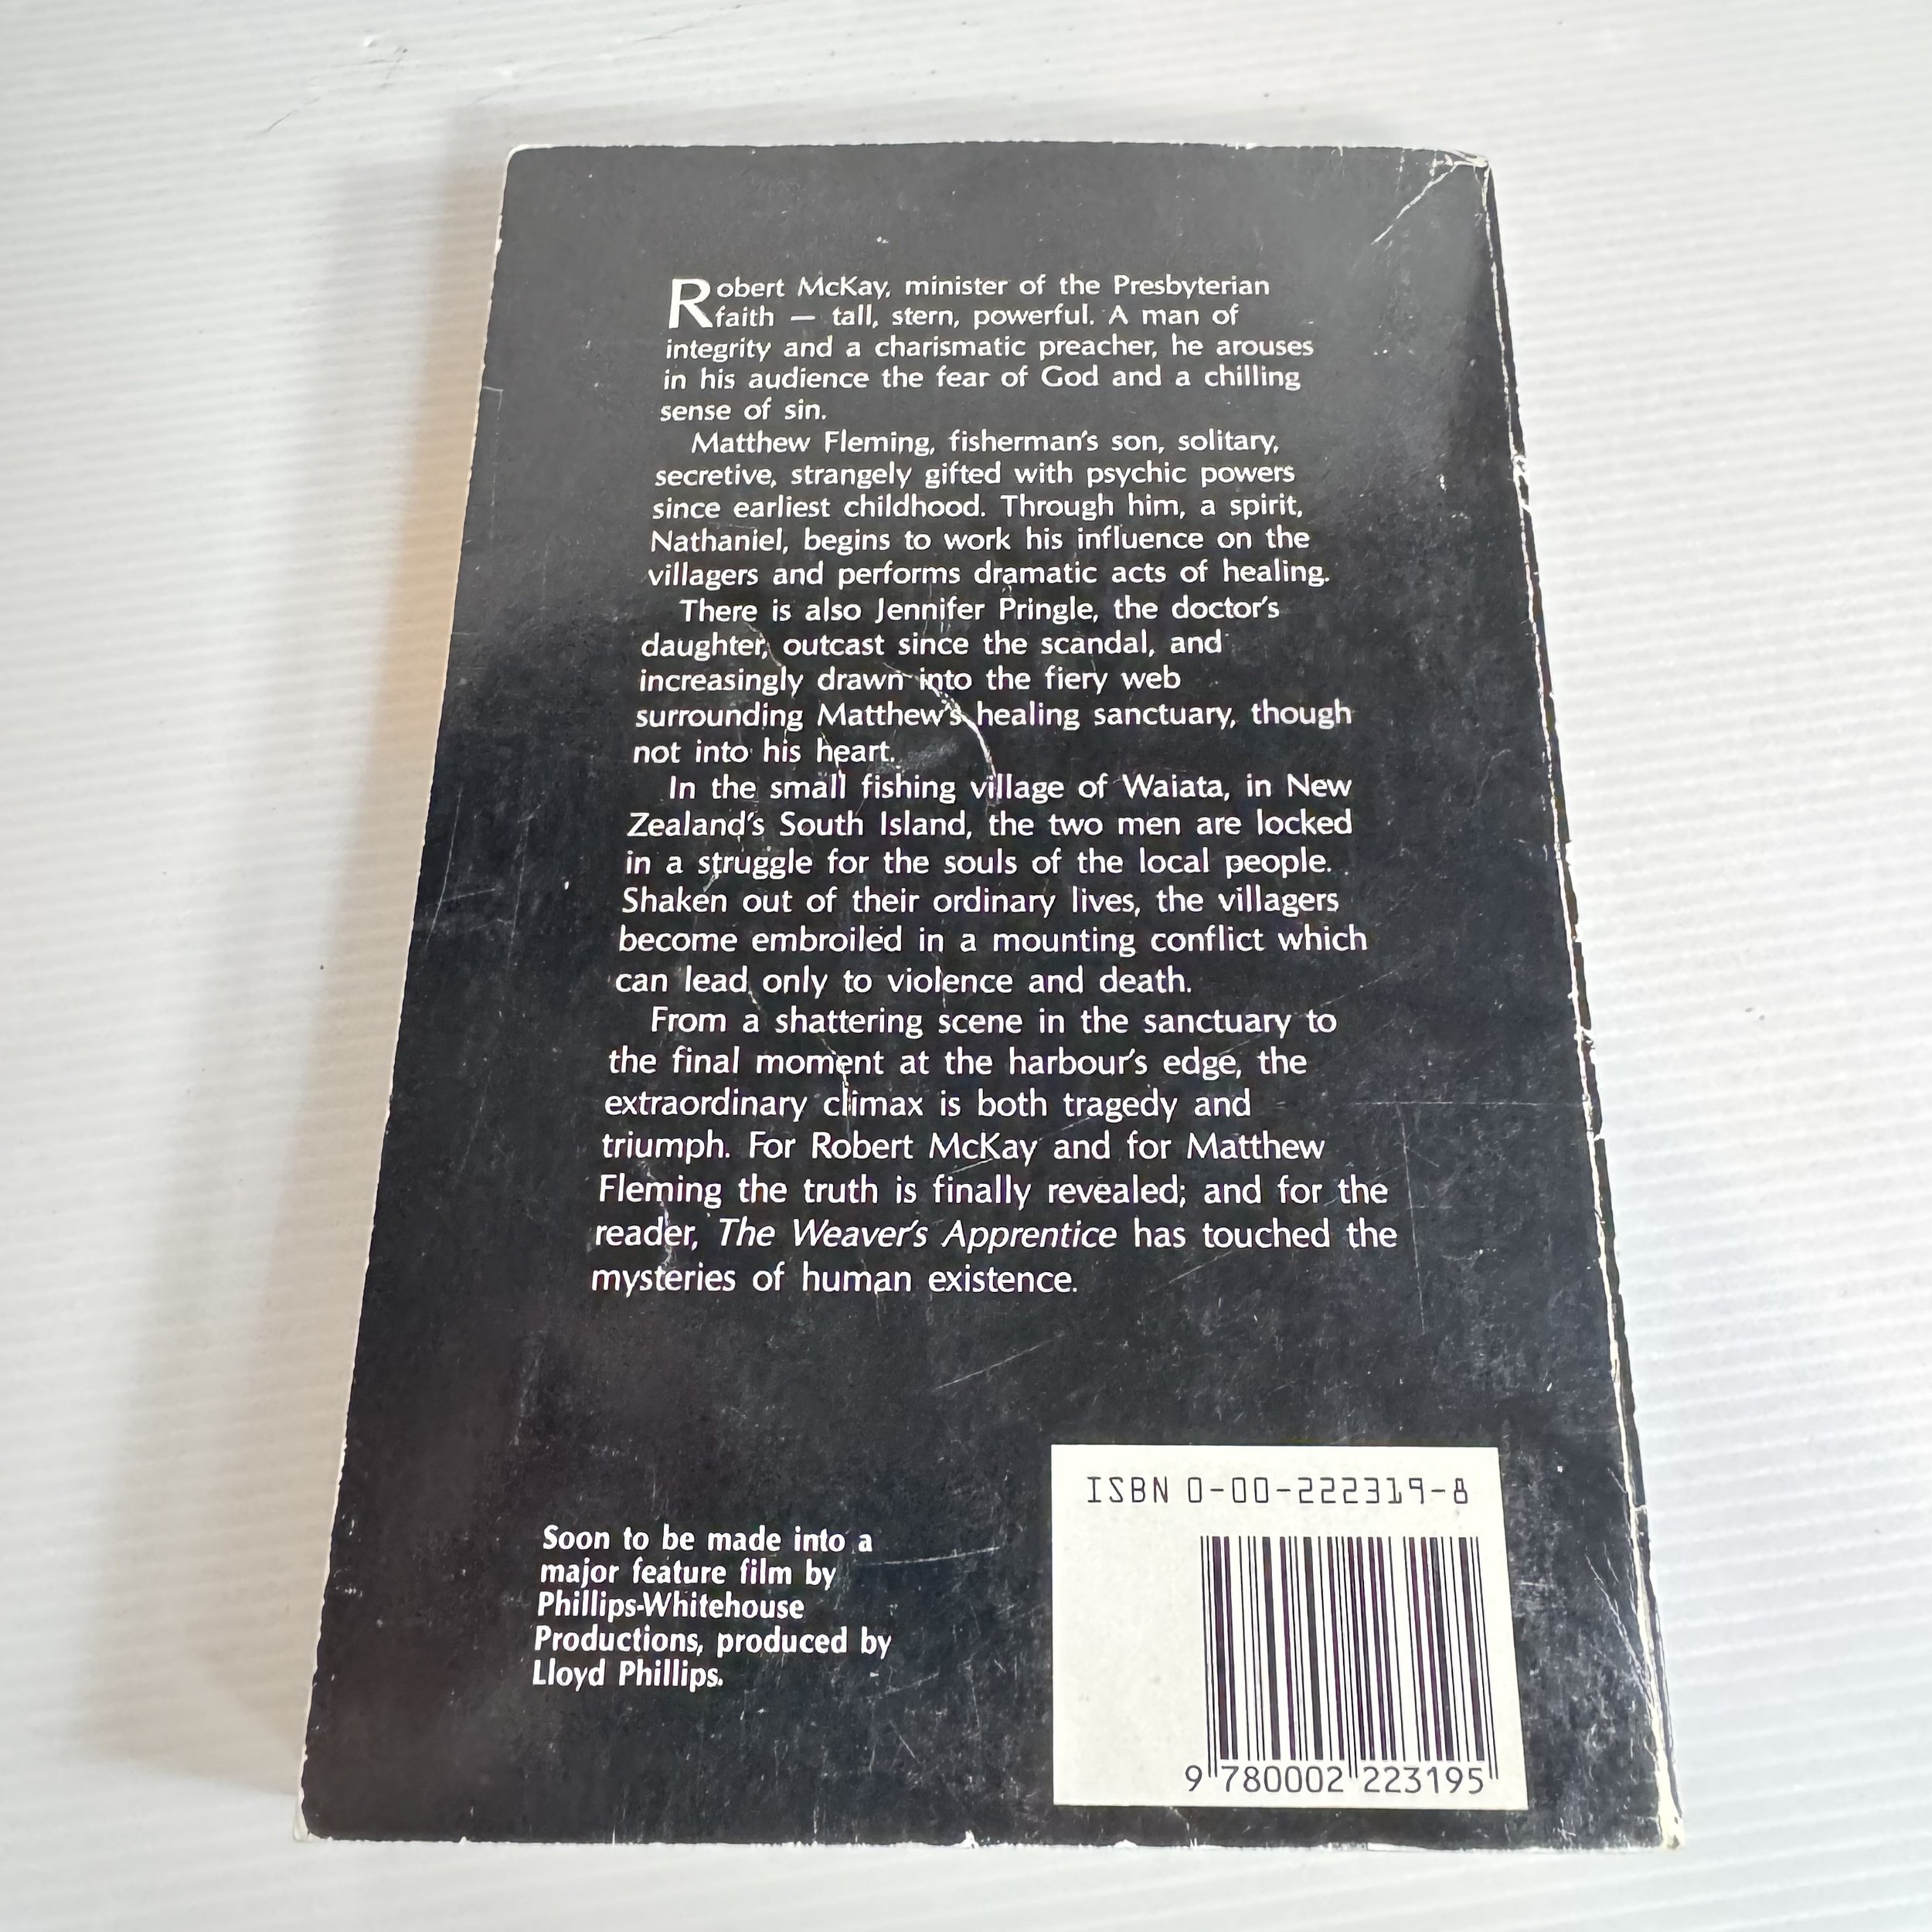 Robert McKay, minister of the Presbyterian
faith — tall, stern, powerful. A man of
integrity and a charismatic preacher, he arouses
in his audience the fear of God and a chilling
sense of sin.
Matthew Fleming, fisherman's son, solitary,
secretive, strangely gifted with psychic powers
since earliest childhood. Through him, a spirit,
Nathaniel, begins to work his influence on the
villagers and performs dramatic acts of healing.
There is also Jennifer Pringle, the doctor's
daughter, outcast since the scandal, and
increasingly drawn into the fiery web
surrounding Matthew's healing sanctuary, though
not into his heart.
In the small fishing village of Waiata, in New
Zealand's South Island, the two men are locked
in a struggle for the souls of the local people.
Shaken out of their ordinary lives, the villagers
become embroiled in a mounting conflict which
can lead only to violence and death.
From a shattering scene in the sanctuary to
the final moment at the harbour's edge, the
extraordinary climax is both tragedy and
triumph. For Robert McKay and for Matthew
Fleming the truth is finally revealed; and for the
reader, The Weaver's Apprentice has touched the
mysteries of human existence.
Soon to be made into a
major feature film by
Phillips-Whitehouse
Productions, produced by
Lloyd Phillips.
ISBN 0-00-222319-8
9 780002 223195